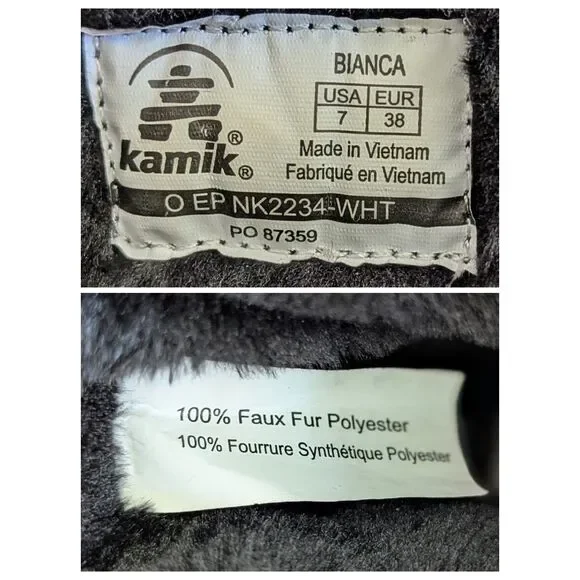 kamik®
®
BIANCA
USA EUR
7 38
Made in Vietnam
Fabriqué en Vietnam
O EP NK2234-WHT
PO 87359
100% Faux Fur Polyester
100% Fourrure Synthétique Polyester